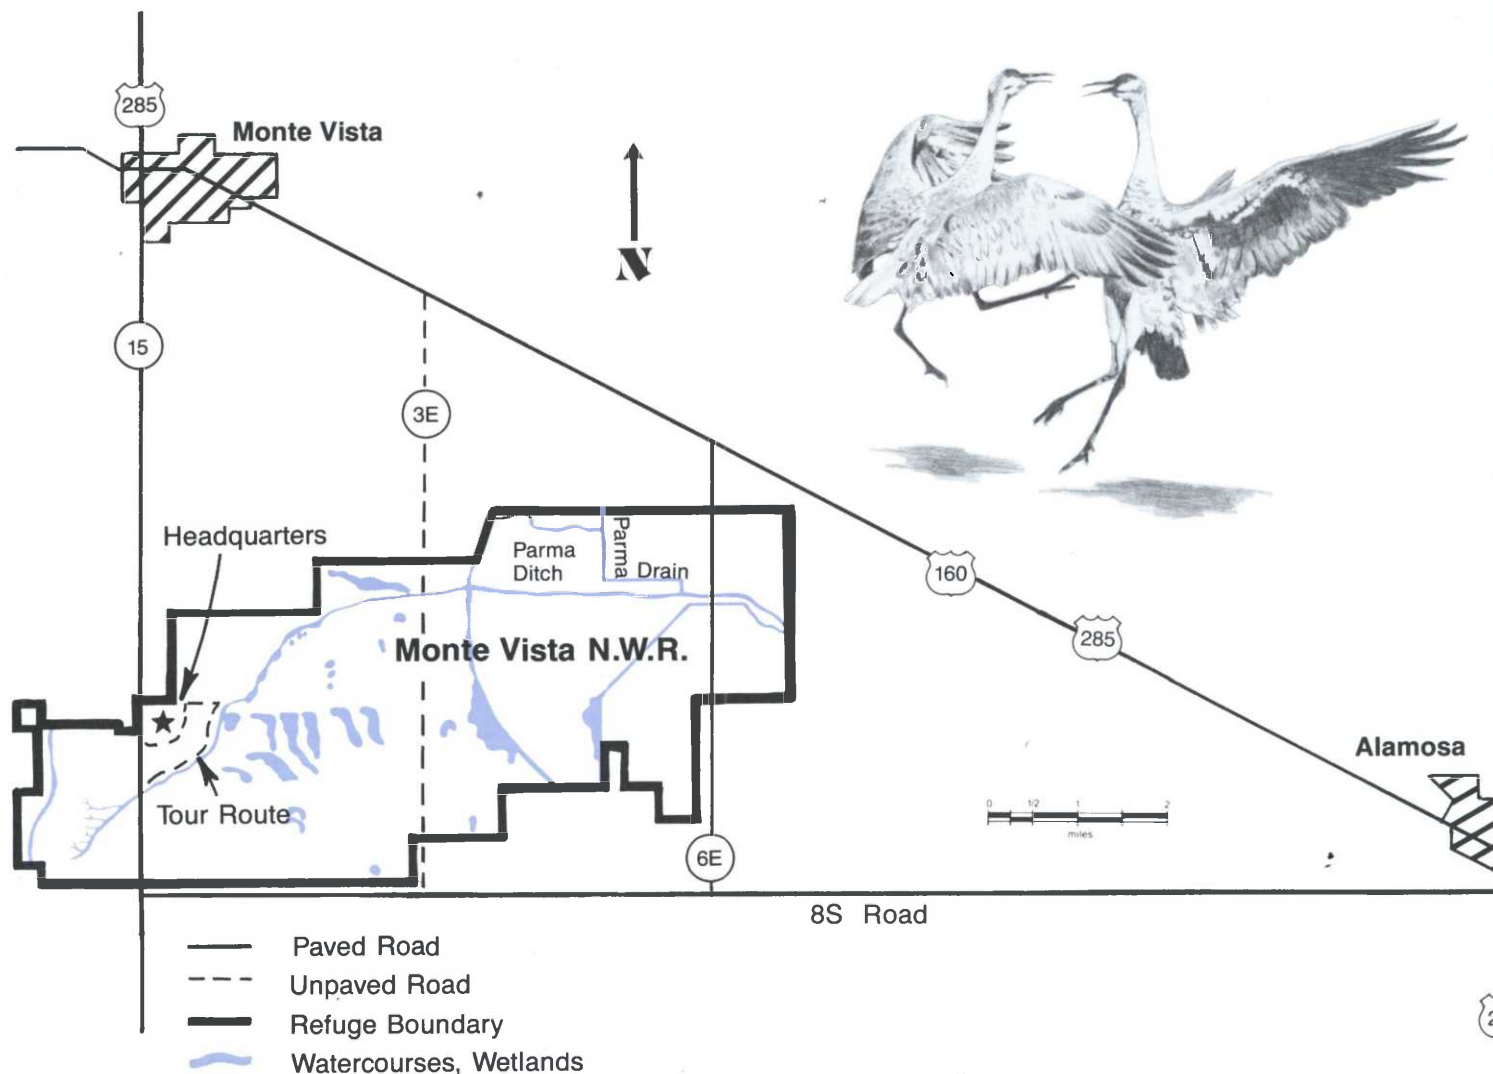 285
Monte Vista
N
15
3E
Headquarters
Parma
Ditch
Parma
Drain
160
Monte Vista N.W.R.
285
Alamosa
0 1/2 1 2
miles
Tour Route
6E
8S Road
Paved Road
Unpaved Road
Refuge Boundary
Watercourses, Wetlands